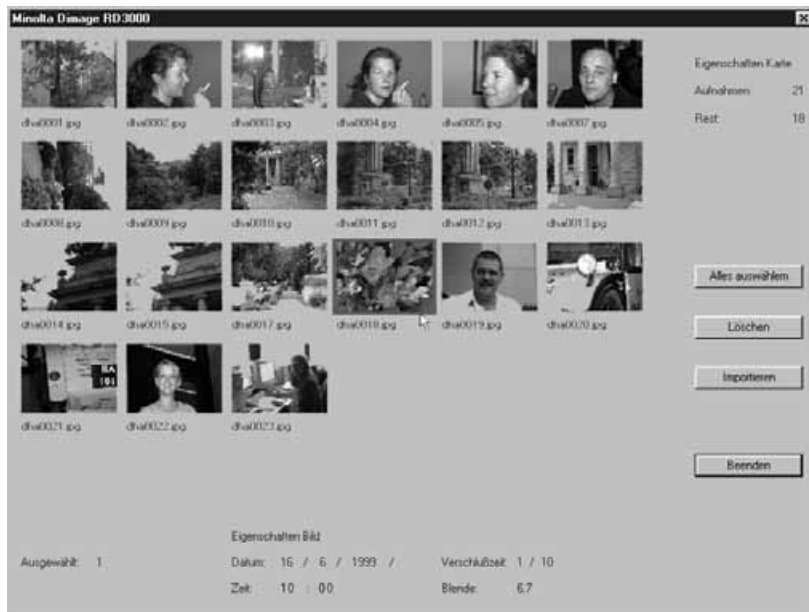 Minolta Dimage RD3000
dha0001.jpg dha0002.jpg dha0003.jpg dha0004.jpg dha0005.jpg dha0007.jpg
Eigenschaften Karte
Aufnahmen: 21
Rest: 18
dha0008.jpg dha0009.jpg dha0010.jpg dha0011.jpg dha0012.jpg dha0013.jpg
dha0014.jpg dha0015.jpg dha0017.jpg dha0018.jpg dha0019.jpg dha0020.jpg
Alles auswählem
Löschen
Importieren
dha0021.jpg dha0022.jpg dha0023.jpg
Beenden
Eigenschaften Bild:
Ausgewählt: 1 Datum: 16 / 6 / 1999 / Verschlußzeit: 1 / 10
Zeit: 10 : 00 Blende: 6.7